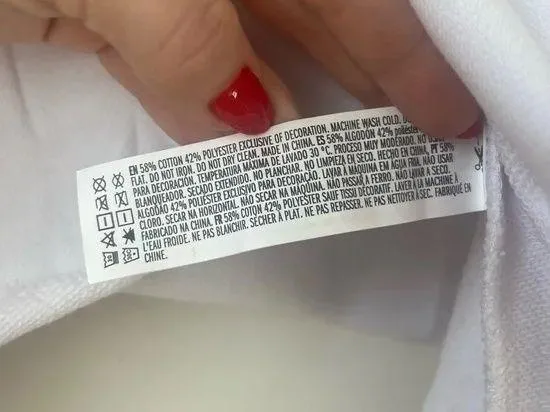 EN 58% COTTON 42% POLYESTER EXCLUSIVE OF DECORATION. MACHINE WASH COLD.
FLAT. DO NOT IRON. DO NOT DRY CLEAN. MADE IN CHINA. ES 58% ALGODÓN 42% poliéster
PARA DECORACIÓN. TEMPERATURA MÁXIMA DE LAVADO 30 °C. PROCESO MUY MODERADO. NO
BLANQUEADOR. SECADO EXTENDIDO. NO PLANCHAR. NO LIMPIEZA EN SECO. HECHO EN CHINA. PT 58%
ALGODÃO 42% POLIÉSTER EXCLUSIVO PARA DECORAÇÃO. LAVAR À MÁQUINA EM ÁGUA FRIA. NÃO USAR
CLORO. SECAR NA HOIZONTAL. NÃO SECAR NA MÁQUINA. NÃO PASSAR À FERRO. NÃO LAVAR A SECO.
FABRICADO NA CHINA. FR 58% COTON 42% POLYESTER SAUF TISSU DÉCORATIF. LAVER À LA MACHINE À
L'EAU FROIDE. NE PAS BLANCHIR. SÉCHER À PLAT. NE PAS REPASSER. NE PAS NETTOYER À SEC. FABRIQUÉ EN
CHINE.